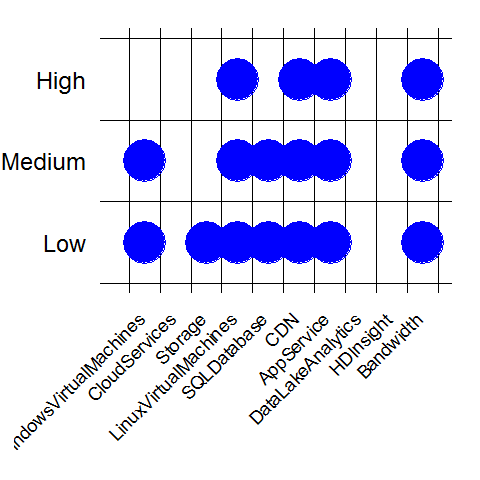 High
Medium
Low
ndowsVirtualMachines
CloudServices
Storage
LinuxVirtualMachines
SQLDatabase
CDN
AppService
DataLakeAnalytics
HDInsight
Bandwidth